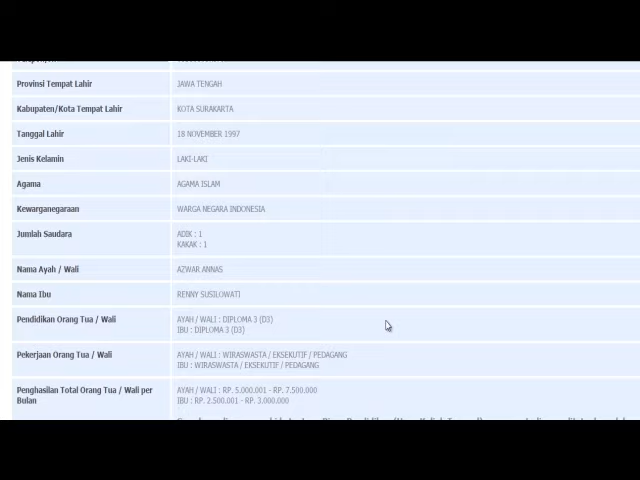 Provinsi Tempat Lahir JAWA TENGAH
Kabupaten/Kota Tempat Lahir KOTA SURAKARTA
Tanggal Lahir 18 NOVEMBER 1997
Jenis Kelamin LAKI-LAKI
Agama AGAMA ISLAM
Kewarganegaraan WARGA NEGARA INDONESIA
Jumlah Saudara ADIK : 1
KAKAK : 1
Nama Ayah / Wali AZWAR ANNAS
Nama Ibu RENNY SUSILOWATI
Pendidikan Orang Tua / Wali AYAH / WALI : DIPLOMA 3 (D3)
IBU : DIPLOMA 3 (D3)
Pekerjaan Orang Tua / Wali AYAH / WALI : WIRASWASTA / EKSEKUTIF / PEDAGANG
IBU : WIRASWASTA / EKSEKUTIF / PEDAGANG
Penghasilan Total Orang Tua / Wali per AYAH / WALI : RP. 5.000.001 - RP. 7.500.000
Bulan IBU : RP. 2.500.001 - RP. 3.000.000